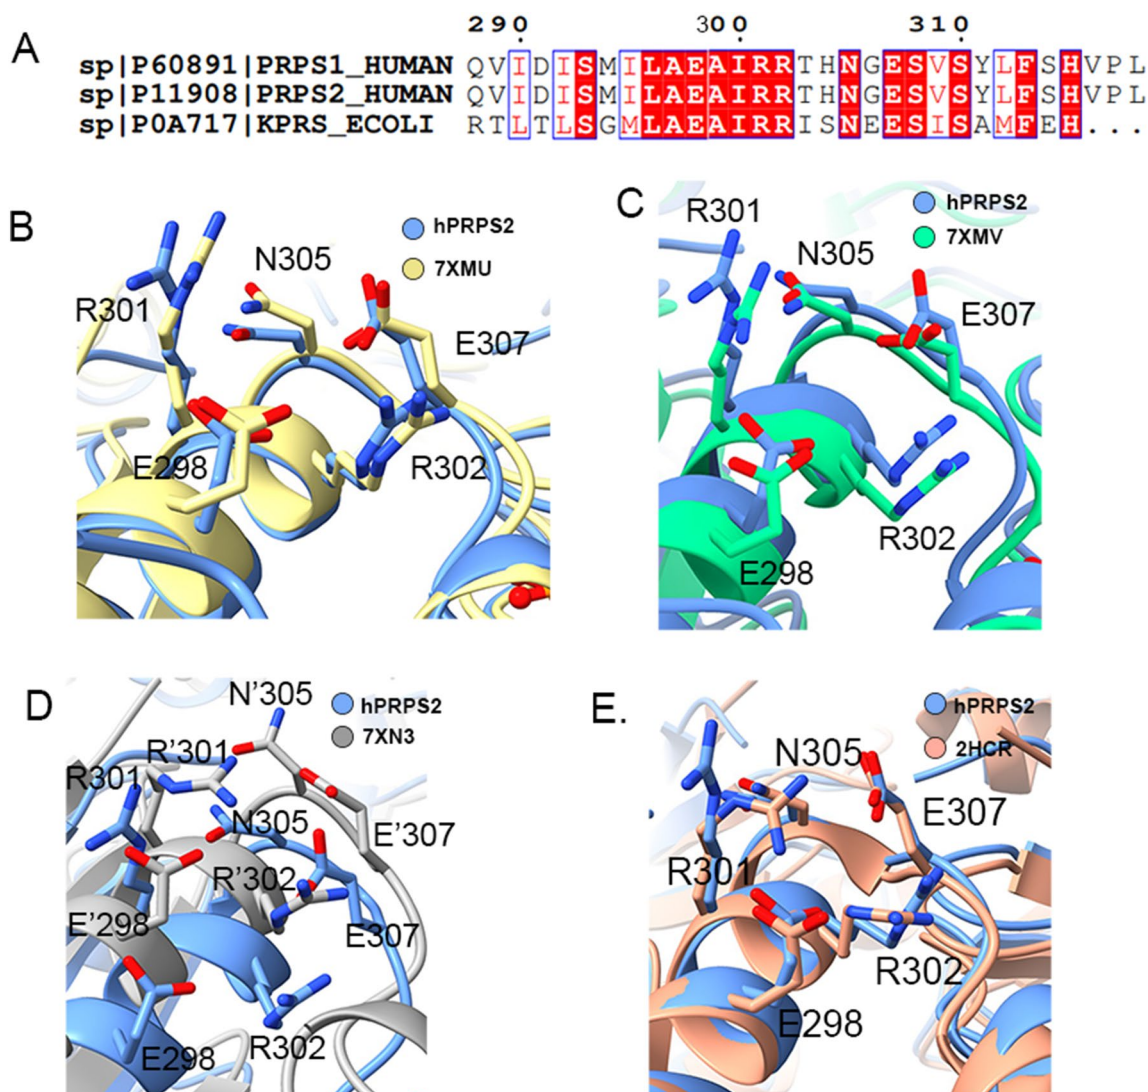 A
290 300 310
sp|P60891|PRPS1_HUMAN QVIDISMILAEAIRRTHNGESVSYLFSHVPL
sp|P11908|PRPS2_HUMAN QVIDISMILAEAIRRTHNGESVSYLFSHVPL
sp|P0A717|KPRS_ECOLI RTLTLSGMLAEAIRRISNEESISAMFEH...
B
hPRPS2
7XMU
R301
N305
E307
E298
R302
C
hPRPS2
7XMV
R301
N305
E307
R302
E298
D
hPRPS2
7XN3
N'305
R'301
R301
N305
E'307
R'302
E'298
E307
E298
R302
E.
hPRPS2
2HCR
N305
E307
R301
R302
E298